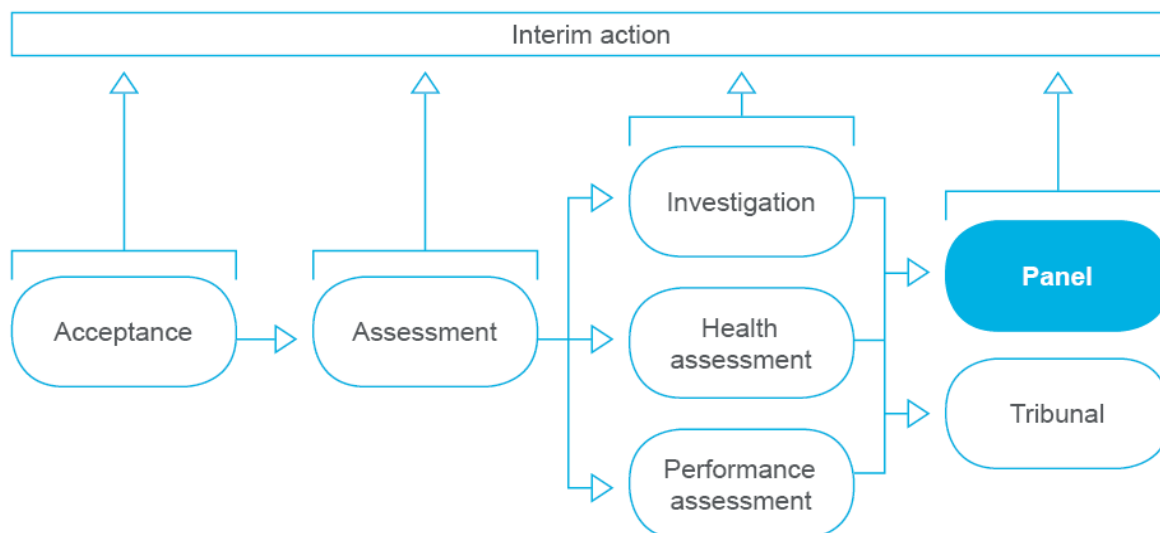 Interim action
Acceptance
Assessment
Investigation
Health
assessment
Performance
assessment
Panel
Tribunal